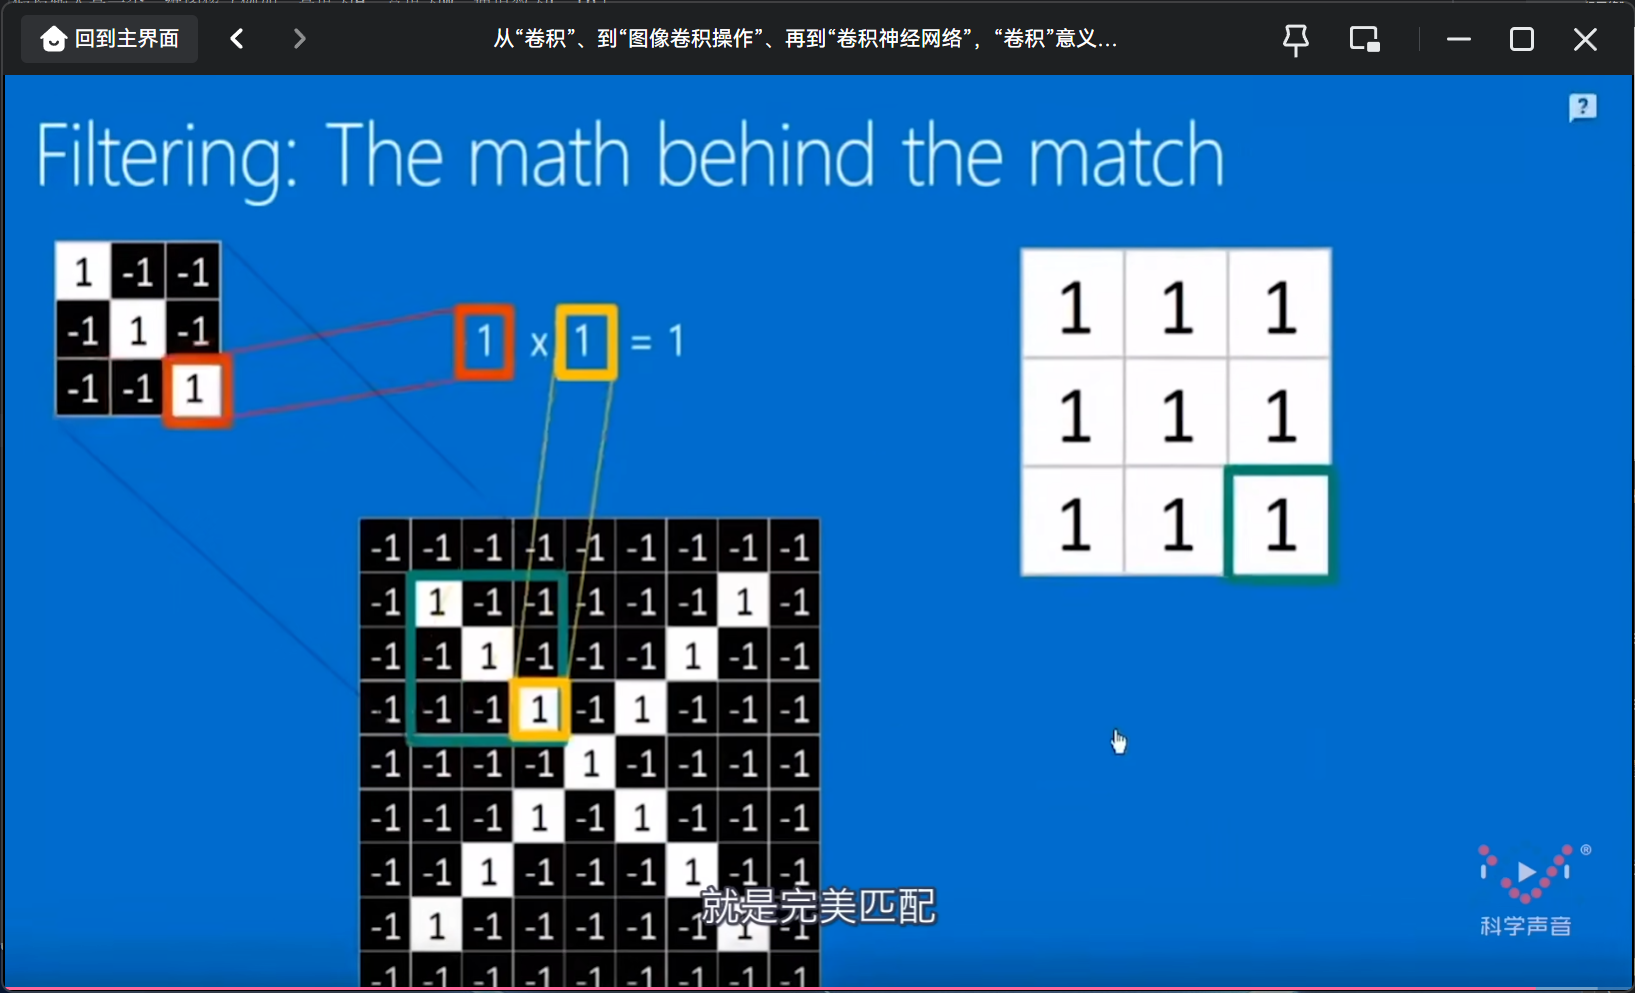 回到主界面
从“卷积”、到“图像卷积操作”、再到“卷积神经网络”，“卷积”意义...
?
Filtering: The math behind the match
1 -1 -1
-1 1 -1
-1 -1 1
1 x 1 = 1
1 1 1
1 1 1
1 1 1
-1 -1 -1 -1 -1 -1 -1 -1 -1
-1 1 -1 -1 -1 -1 -1 1 -1
-1 -1 1 -1 -1 -1 1 -1 -1
-1 -1 -1 1 -1 1 -1 -1 -1
-1 -1 -1 -1 1 -1 -1 -1 -1
-1 -1 -1 1 -1 1 -1 -1 -1
-1 -1 1 -1 -1 -1 1 -1 -1
-1 1 -1 -1 -1 -1 -1 1 -1
-1 -1 -1 -1 -1 -1 -1 -1 -1
就是完美匹配
®
科学声音